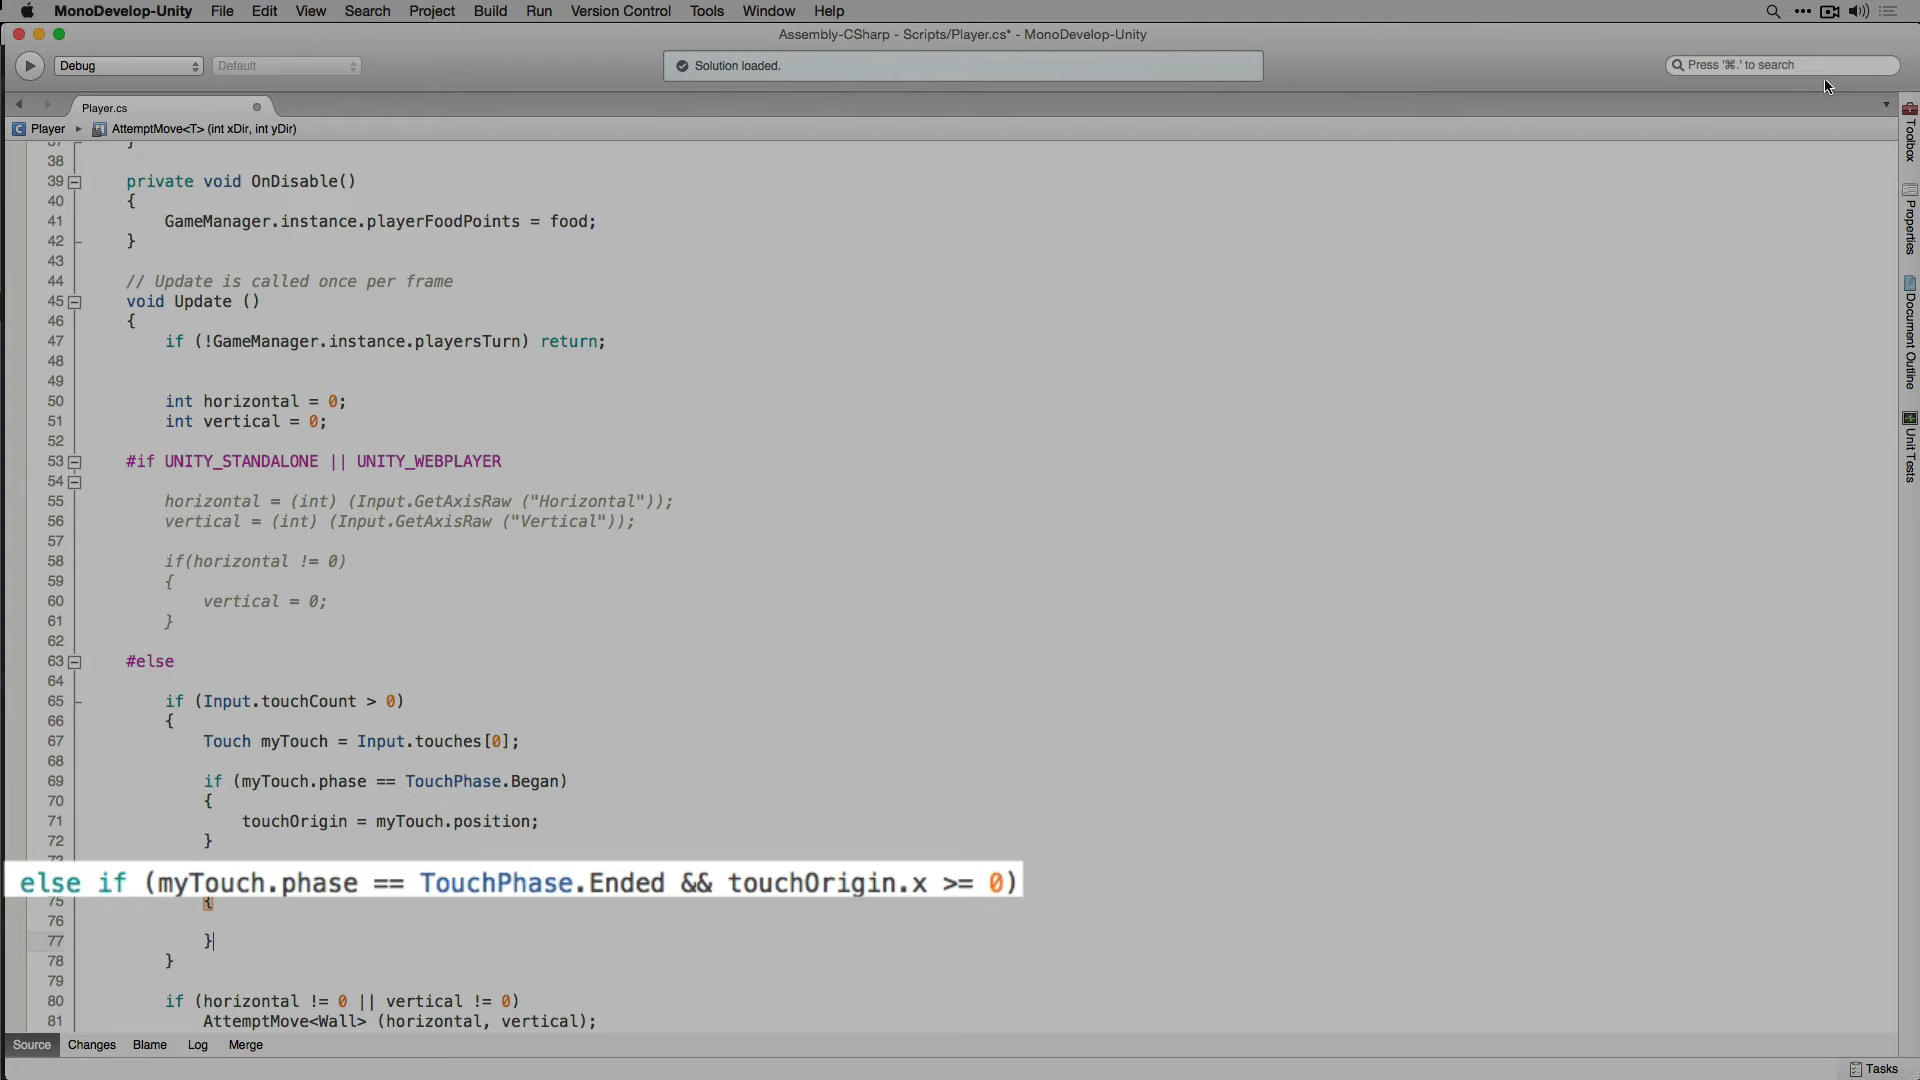 MonoDevelop-Unity File Edit View Search Project Build Run Version Control Tools Window Help
Assembly-CSharp - Scripts/Player.cs* - MonoDevelop-Unity
Debug Default Solution loaded. Press '⌘.' to search
Player.cs
Player AttemptMove<T> (int xDir, int yDir)
37 }
38
39 private void OnDisable()
40 {
41 GameManager.instance.playerFoodPoints = food;
42 }
43
44 // Update is called once per frame
45 void Update ()
46 {
47 if (!GameManager.instance.playersTurn) return;
48
49
50 int horizontal = 0;
51 int vertical = 0;
52
53 #if UNITY_STANDALONE || UNITY_WEBPLAYER
54
55 horizontal = (int) (Input.GetAxisRaw ("Horizontal"));
56 vertical = (int) (Input.GetAxisRaw ("Vertical"));
57
58 if(horizontal != 0)
59 {
60 vertical = 0;
61 }
62
63 #else
64
65 if (Input.touchCount > 0)
66 {
67 Touch myTouch = Input.touches[0];
68
69 if (myTouch.phase == TouchPhase.Began)
70 {
71 touchOrigin = myTouch.position;
72 }
73
else if (myTouch.phase == TouchPhase.Ended && touchOrigin.x >= 0)
75 {
76
77 }
78 }
79
80 if (horizontal != 0 || vertical != 0)
81 AttemptMove<Wall> (horizontal, vertical);
Source Changes Blame Log Merge
Tasks
Toolbox
Properties
Document Outline
Unit Tests